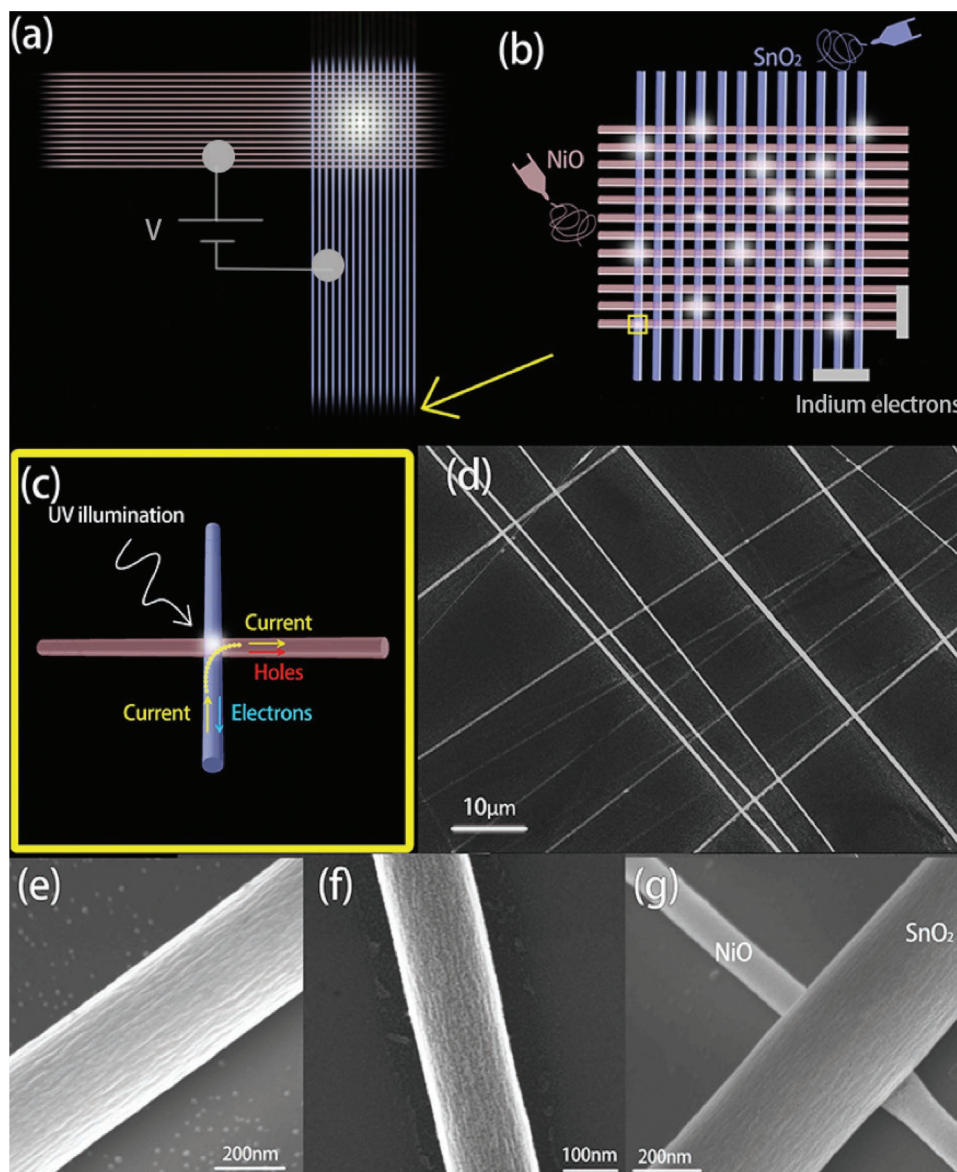 (a)
V
(b)
SnO₂
NiO
Indium electrons
(c)
UV illumination
Current
Holes
Current
Electrons
(d)
10μm
(e)
200nm
(f)
100nm
(g)
NiO
SnO₂
200nm